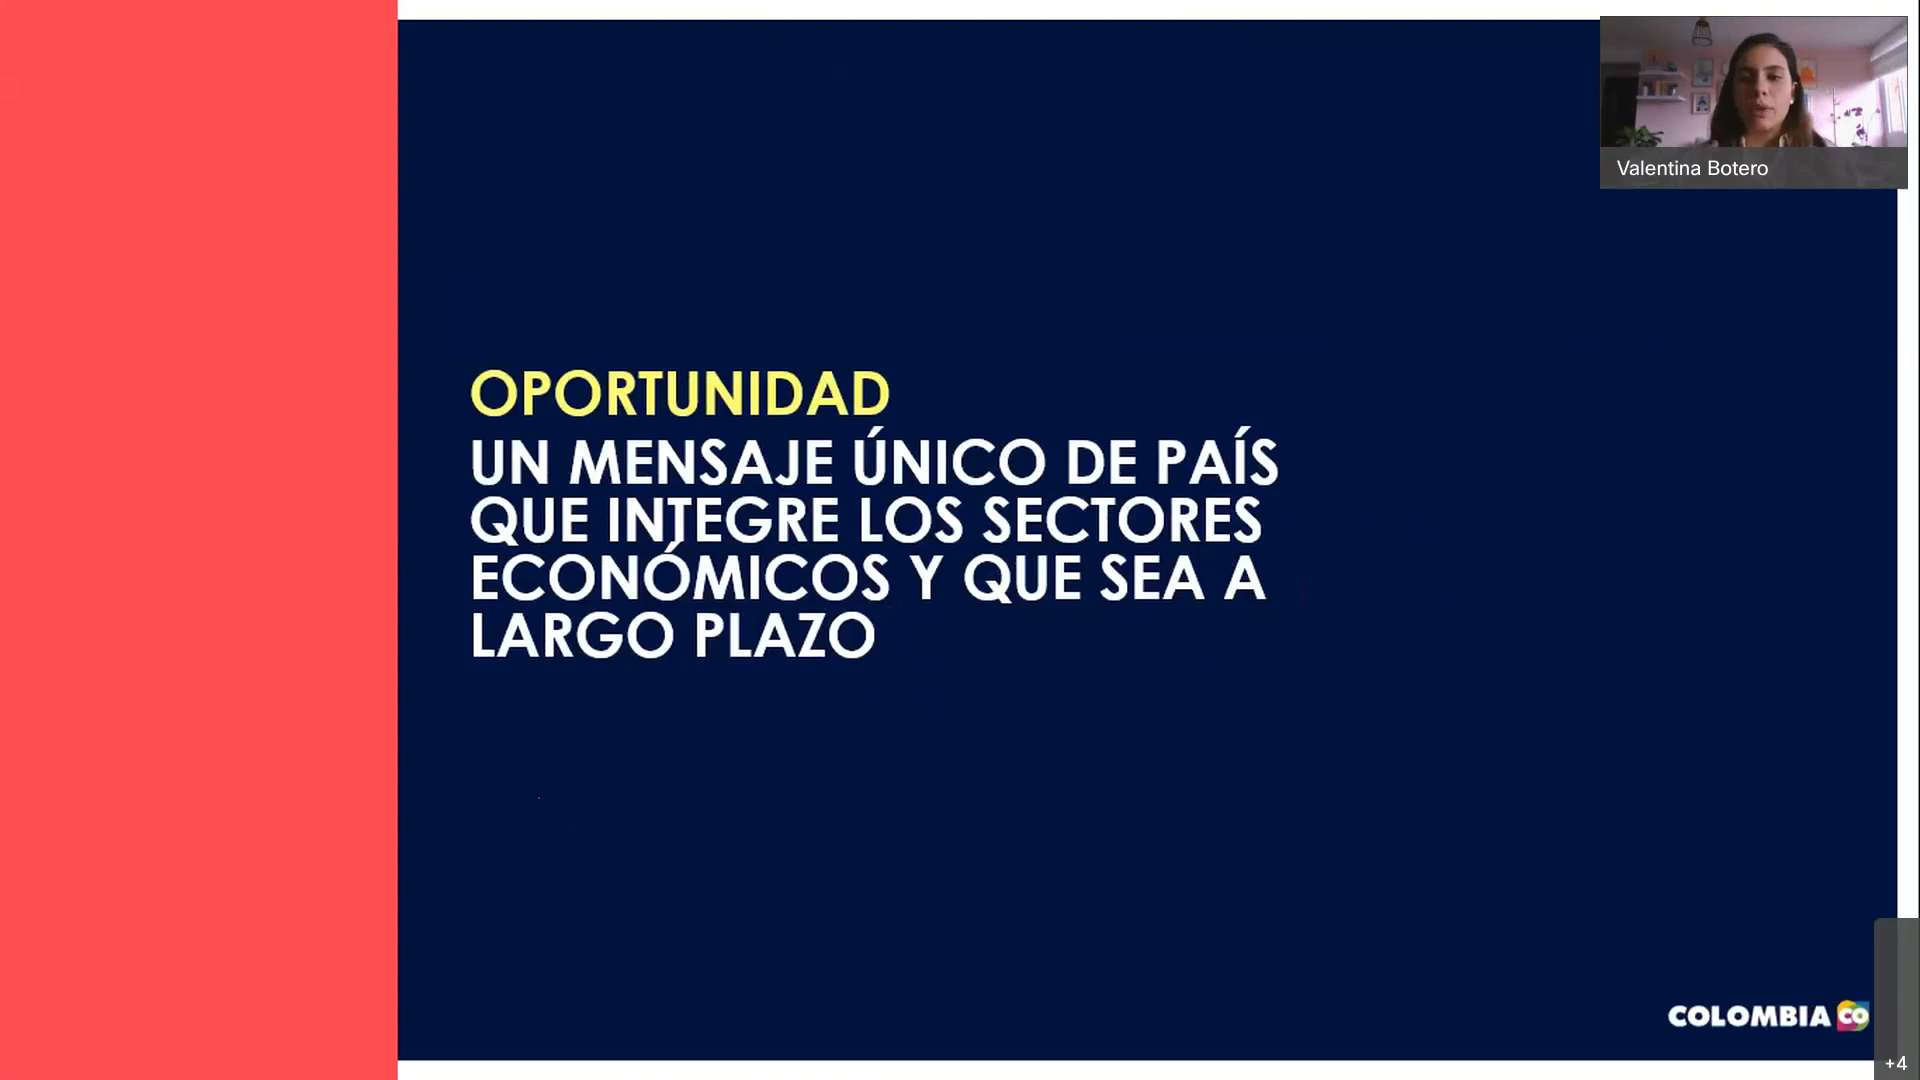 Valentina Botero
OPORTUNIDAD
UN MENSAJE ÚNICO DE PAÍS
QUE INTEGRE LOS SECTORES
ECONÓMICOS Y QUE SEA A
LARGO PLAZO
COLOMBIA CO
+4